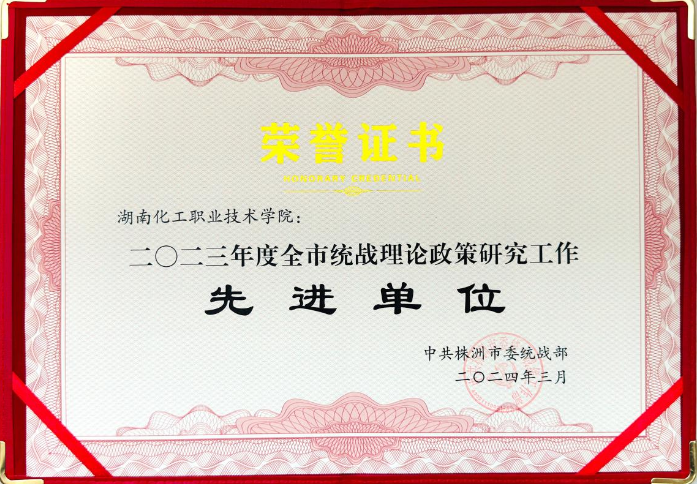 荣誉证书
HONORARY CREDENTIAL
湖南化工职业技术学院:
二〇二三年度全市统战理论政策研究工作
先进单位
中共株洲市委统战部
二〇二四年三月